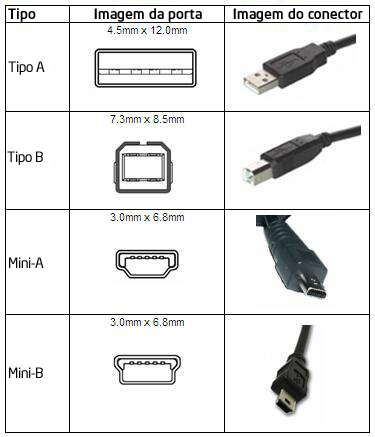 Tipo Imagem da porta Imagem do conector
Tipo A 4.5mm x 12.0mm
Tipo B 7.3mm x 8.5mm
Mini-A 3.0mm x 6.8mm
Mini-B 3.0mm x 6.8mm